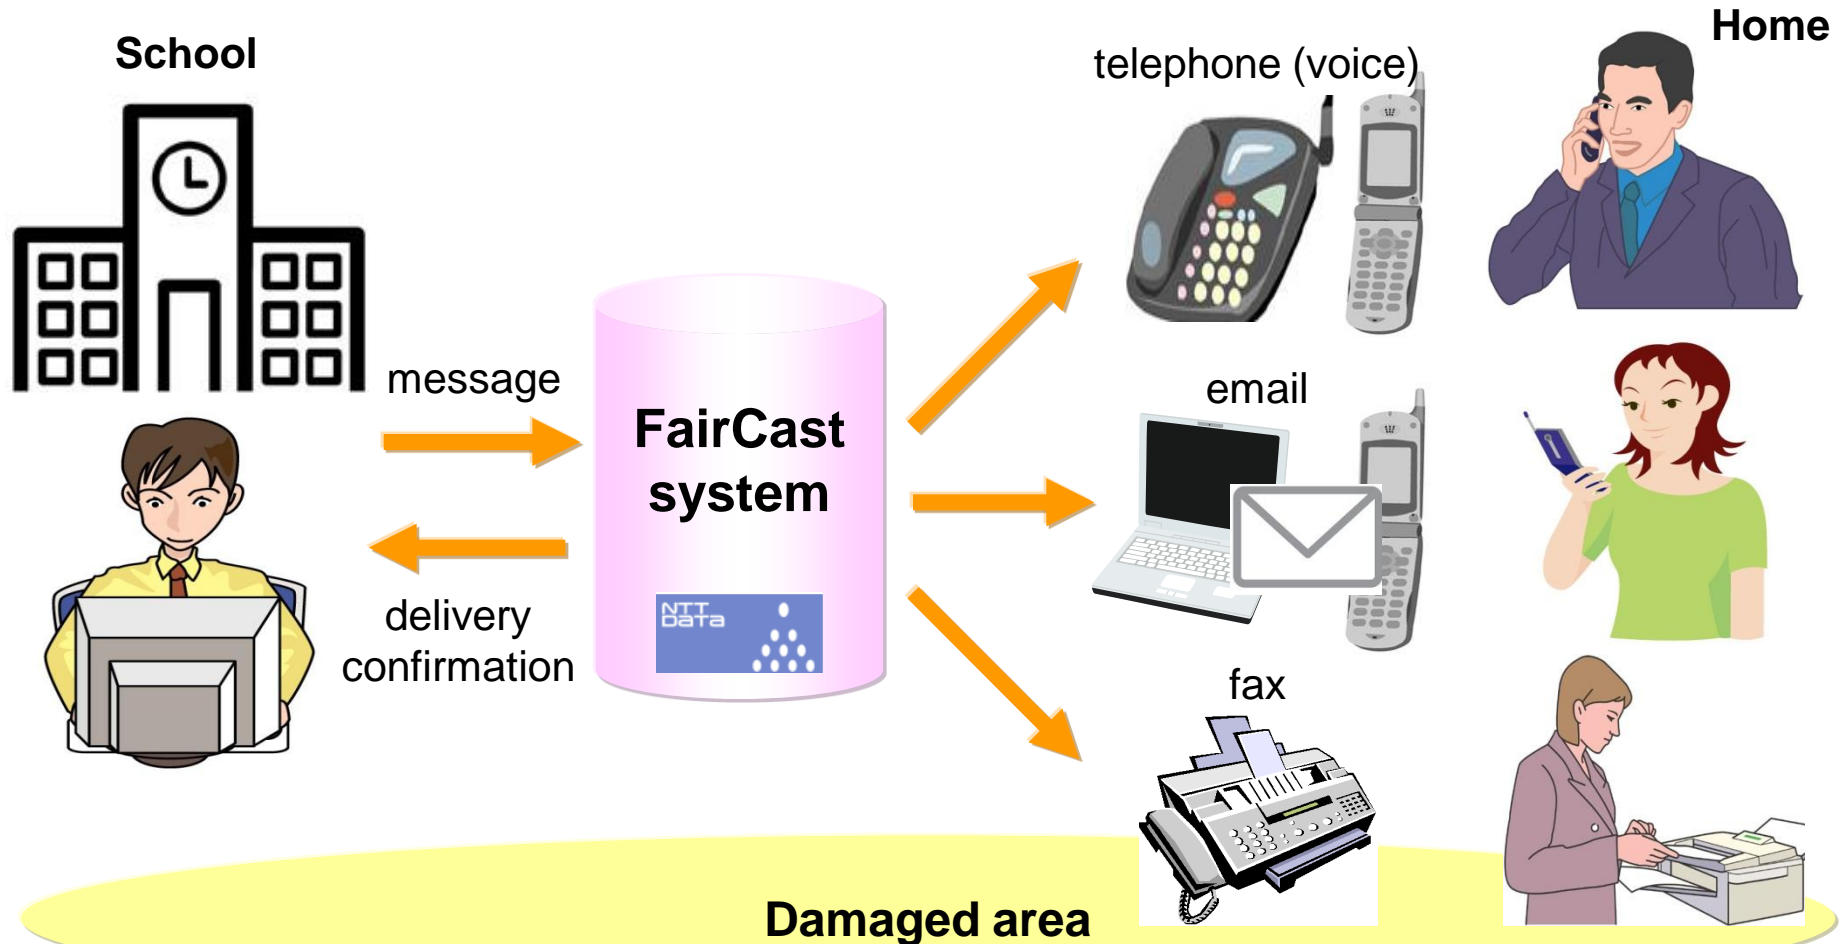 School
Home
telephone (voice)
message
FairCast
system
email
delivery
confirmation
NTT
Data
fax
Damaged area